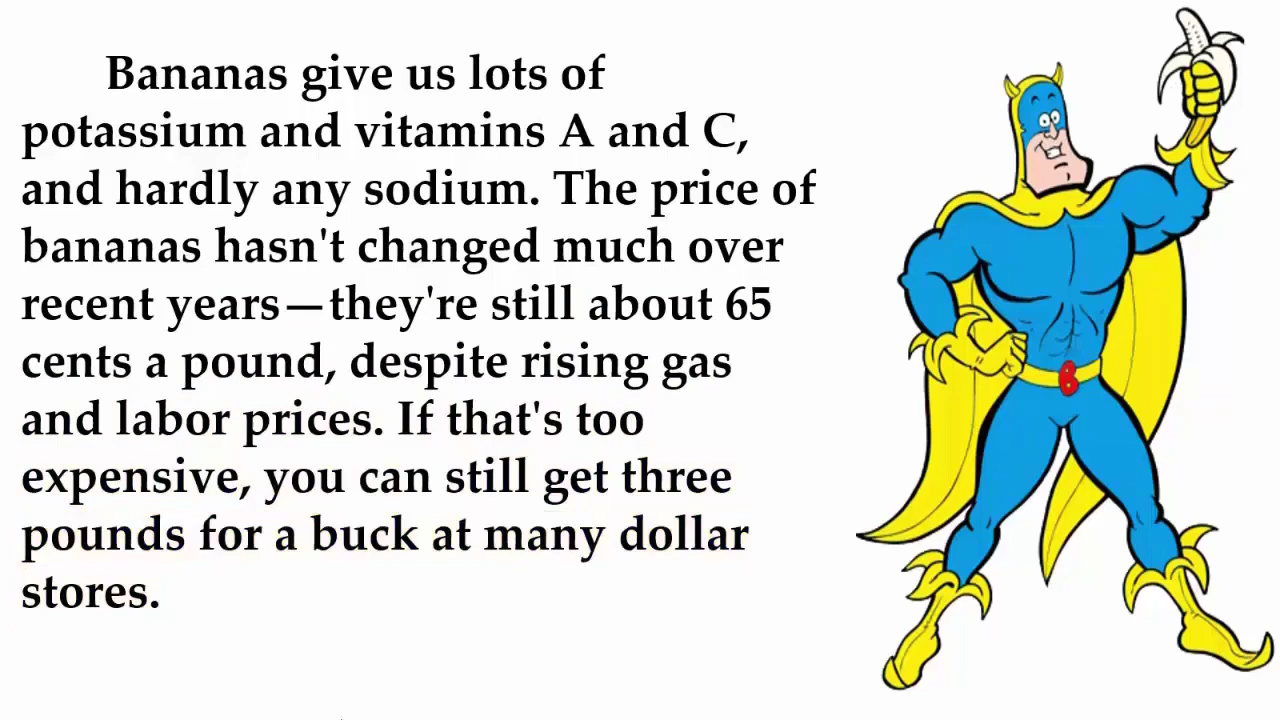 Bananas give us lots of
potassium and vitamins A and C,
and hardly any sodium. The price of
bananas hasn't changed much over
recent years—they're still about 65
cents a pound, despite rising gas
and labor prices. If that's too
expensive, you can still get three
pounds for a buck at many dollar
stores.
B